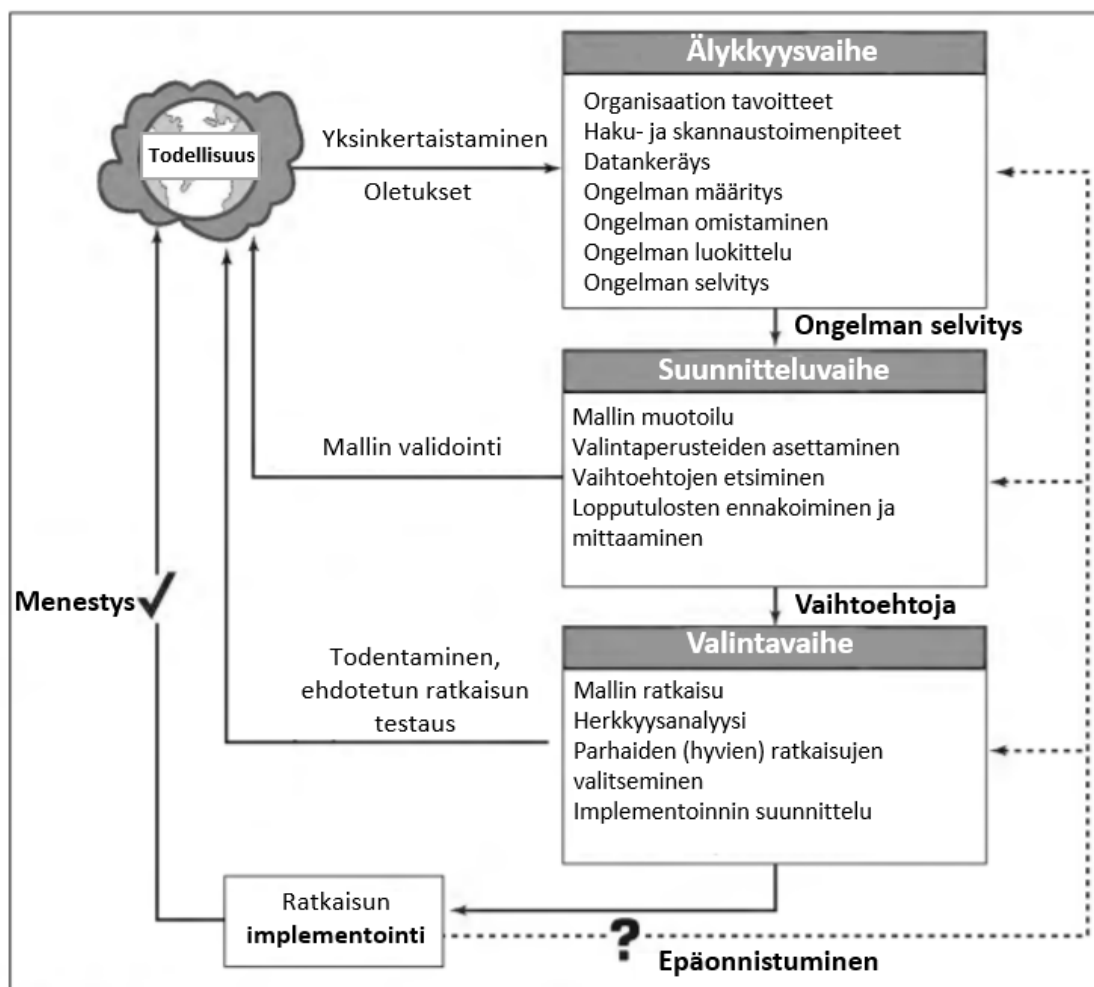 Älykkyysvaihe
Organisaation tavoitteet
Haku- ja skannaustoimenpiteet
Datankeräys
Ongelman määritys
Ongelman omistaminen
Ongelman luokittelu
Ongelman selvitys
Todellisuus
Yksinkertaistaminen
Oletukset
Ongelman selvitys
Suunnitteluvaihe
Mallin muotoilu
Valintaperusteiden asettaminen
Vaihtoehtojen etsiminen
Lopputulosten ennakoiminen ja
mittaaminen
Mallin validointi
Vaihtoehtoja
Menestys
Valintavaihe
Mallin ratkaisu
Herkkyysanalyysi
Parhaiden (hyvien) ratkaisujen
valitseminen
Implementoinnin suunnittelu
Todentaminen,
ehdotetun ratkaisun
testaus
Ratkaisun
implementointi
?
Epäonnistuminen